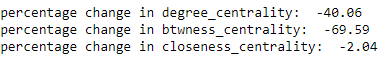 percentage change in degree_centrality:  -40.06
percentage change in btwness_centrality:  -69.59
percentage change in closeness_centrality:  -2.04